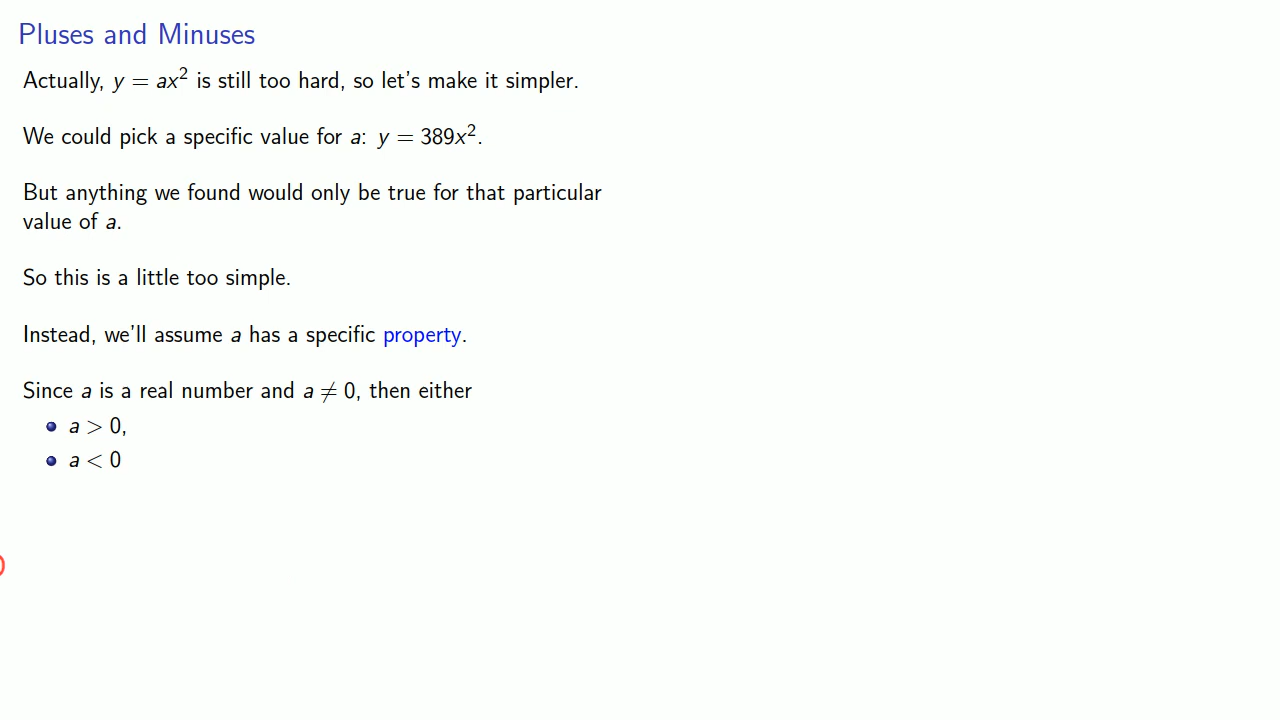 Pluses and Minuses
Actually, y = ax² is still too hard, so let's make it simpler.
We could pick a specific value for a: y = 389x².
But anything we found would only be true for that particular
value of a.
So this is a little too simple.
Instead, we'll assume a has a specific property.
Since a is a real number and a ≠ 0, then either
a > 0,
a < 0